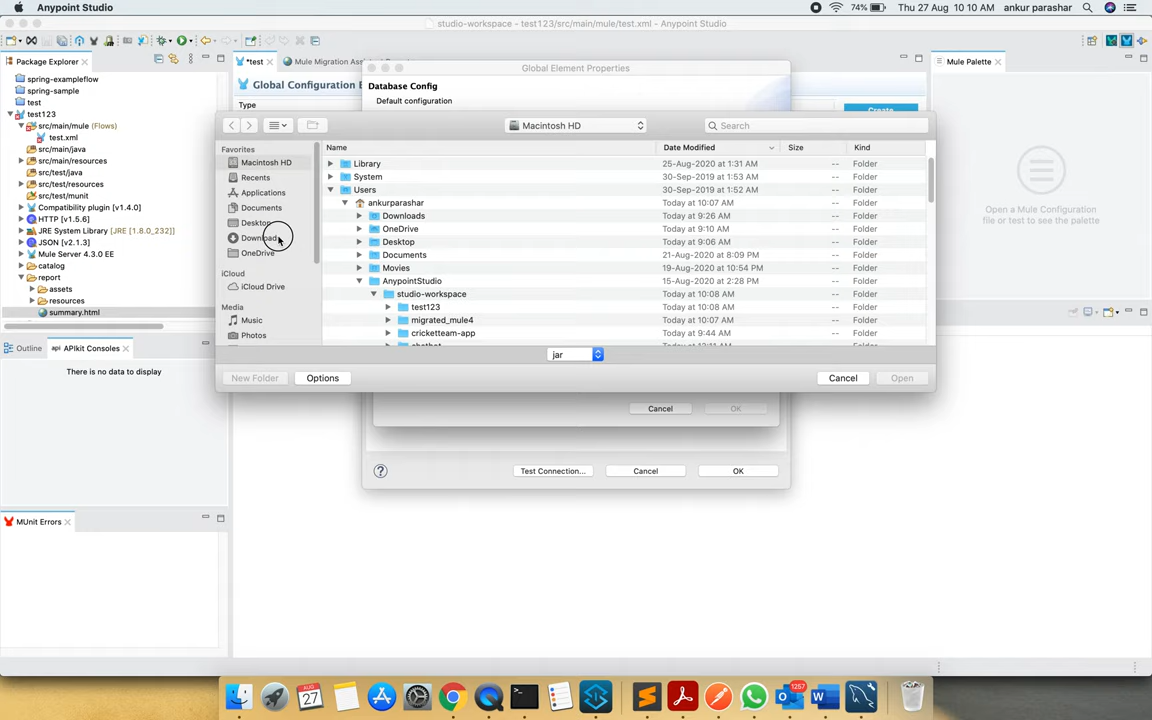 Anypoint Studio
74%
Thu 27 Aug 10:10 AM
ankur parashar
studio-workspace - test123/src/main/mule/test.xml - Anypoint Studio
Package Explorer
*test
Mule Migration As
Global Element Properties
Mule Palette
spring-exampleflow
spring-sample
test
test123
src/main/mule (Flows)
test.xml
src/main/java
src/main/resources
src/test/java
src/test/resources
src/test/munit
Compatibility plugin [v1.4.0]
HTTP [v1.5.6]
JRE System Library [JRE [1.8.0_232]]
JSON [v2.1.3]
Mule Server 4.3.0 EE
catalog
report
assets
resources
summary.html
Global Configuration E
Type
Database Config
Default configuration
Create
Macintosh HD
Search
Favorites
Macintosh HD
Recents
Applications
Documents
Desktop
Downloads
OneDrive
iCloud
iCloud Drive
Media
Music
Photos
Name
Date Modified
Size
Kind
Library
25-Aug-2020 at 1:31 AM
--
Folder
System
30-Sep-2019 at 1:53 AM
--
Folder
Users
30-Sep-2019 at 1:52 AM
--
Folder
ankurparashar
Today at 10:07 AM
--
Folder
Downloads
Today at 9:26 AM
--
Folder
OneDrive
Today at 9:10 AM
--
Folder
Desktop
Today at 9:06 AM
--
Folder
Documents
21-Aug-2020 at 8:09 PM
--
Folder
Movies
19-Aug-2020 at 10:54 PM
--
Folder
AnypointStudio
15-Aug-2020 at 2:28 PM
--
Folder
studio-workspace
Today at 10:08 AM
--
Folder
test123
Today at 10:08 AM
--
Folder
migrated_mule4
Today at 10:07 AM
--
Folder
cricketteam-app
Today at 9:44 AM
--
Folder
jar
New Folder
Options
Cancel
Open
Cancel
OK
Test Connection...
Cancel
OK
Open a Mule Configuration
file or test to see the palette
Outline
APIkit Consoles
There is no data to display
MUnit Errors
AUG
27
1257